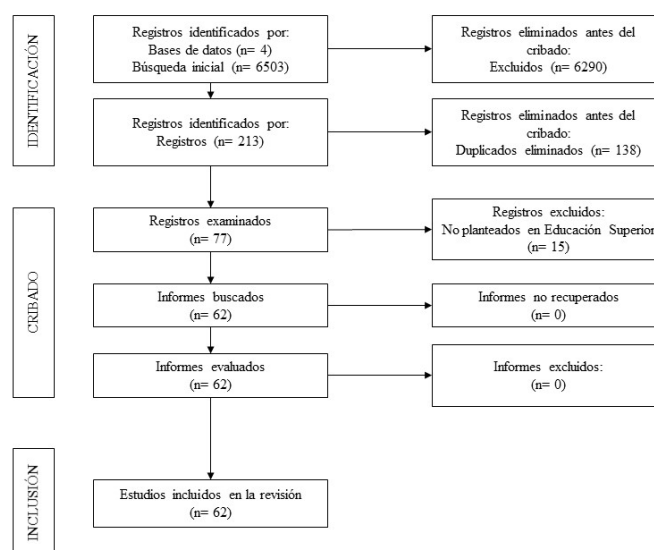 IDENTIFICACIÓN
Registros identificados por:
Bases de datos (n= 4)
Búsqueda inicial (n= 6503)
Registros eliminados antes del
cribado:
Excluidos (n= 6290)
Registros identificados por:
Registros (n= 213)
Registros eliminados antes del
cribado:
Duplicados eliminados (n= 138)
CRIBADO
Registros examinados
(n= 77)
Registros excluidos:
No planteados en Educación Superior
(n= 15)
Informes buscados
(n= 62)
Informes no recuperados
(n= 0)
Informes evaluados
(n= 62)
Informes excluidos:
(n= 0)
INCLUSIÓN
Estudios incluidos en la revisión
(n= 62)